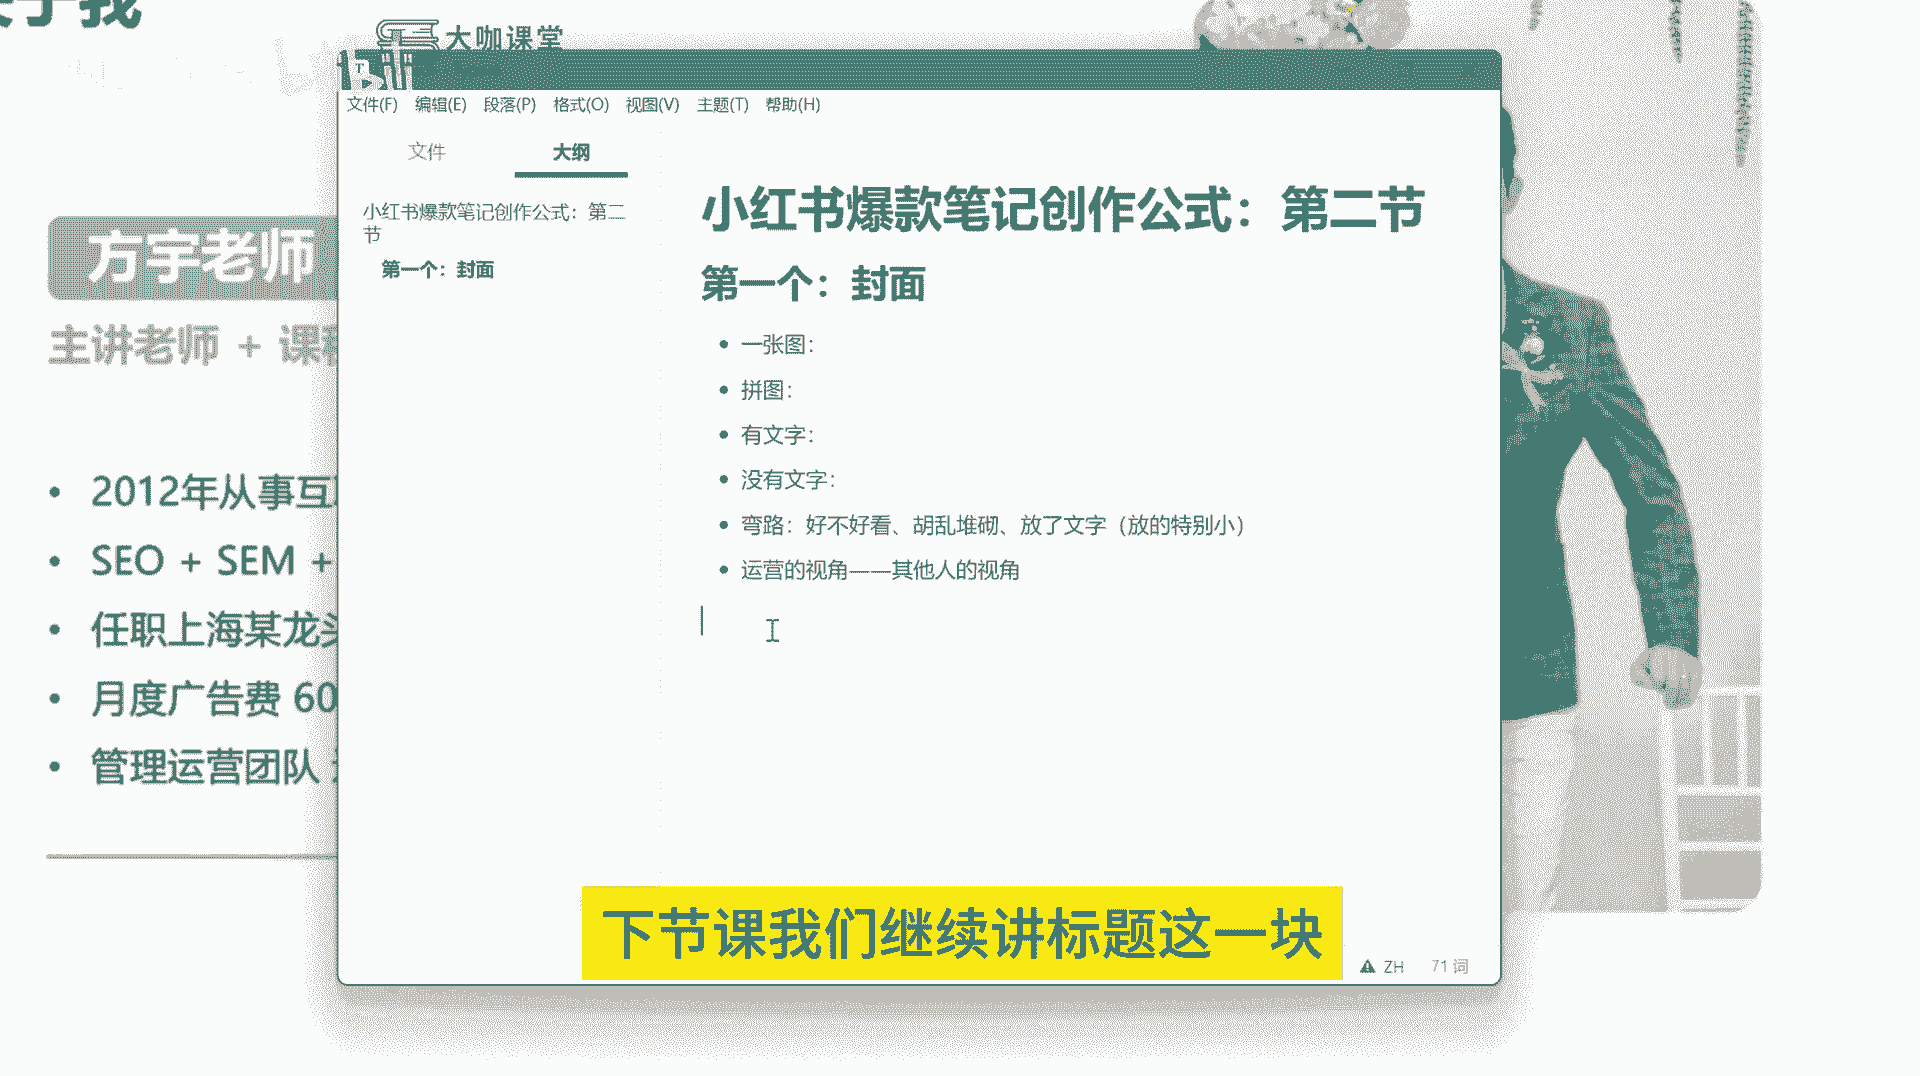 大咖课堂
文件(F) 编辑(E) 段落(P) 格式(O) 视图(V) 主题(T) 帮助(H)
文件 大纲
小红书爆款笔记创作公式：第二
节
第一个：封面
小红书爆款笔记创作公式：第二节
第一个：封面
• 一张图：
• 拼图：
• 有文字：
• 没有文字：
• 弯路：好不好看、胡乱堆砌、放了文字（放的特别小）
• 运营的视角——其他人的视角
ZH 71 词
方宇老师
主讲老师 + 课程
• 2012年从事互
• SEO + SEM +
• 任职上海某龙头
• 月度广告费 60
• 管理运营团队
下节课我们继续讲标题这一块